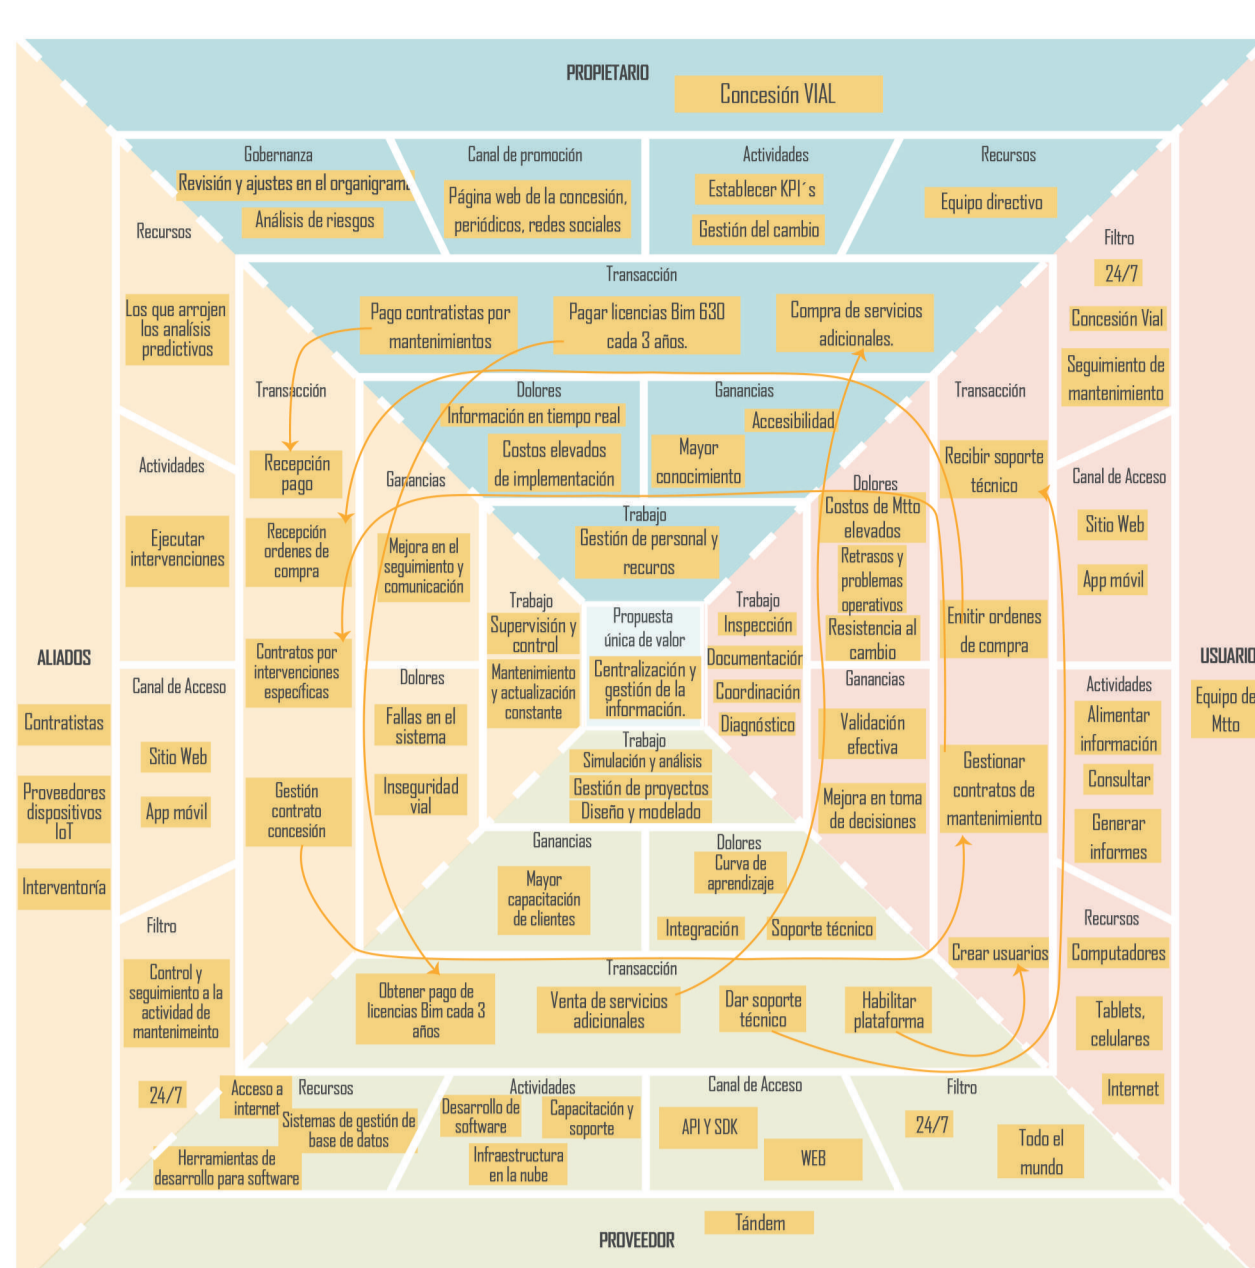 PROPIETARIO
Concesión VIAL
Gobernanza
Revisión y ajustes en el organigrama
Análisis de riesgos
Canal de promoción
Página web de la concesión,
periódicos, redes sociales
Actividades
Establecer KPI´s
Gestión del cambio
Recursos
Equipo directivo
Transacción
Pago contratistas por
mantenimientos
Pagar licencias Bim 630
cada 3 años.
Compra de servicios
adicionales.
Dolores
Información en tiempo real
Costos elevados
de implementación
Ganancias
Accesibilidad
Mayor
conocimiento
Trabajo
Gestión de personal y
recuros
ALIADOS
Contratistas
Proveedores
dispositivos
IoT
Interventoría
Recursos
Los que arrojen
los analísis
predictivos
Actividades
Ejecutar
intervenciones
Canal de Acceso
Sitio Web
App móvil
Filtro
Control y
seguimiento a la
actividad de
mantenimeinto
24/7
Transacción
Recepción
pago
Recepción
ordenes de
compra
Contratos por
intervenciones
específicas
Gestión
contrato
concesión
Ganancias
Mejora en el
seguimiento y
comunicación
Dolores
Fallas en el
sistema
Inseguridad
vial
Trabajo
Supervisión y
control
Mantenimiento
y actualización
constante
Propuesta
única de valor
Centralización y
gestión de la
información.
Trabajo
Inspección
Documentación
Coordinación
Diagnóstico
Dolores
Costos de Mtto
elevados
Retrasos y
problemas
operativos
Resistencia al
cambio
Ganancias
Validación
efectiva
Mejora en toma
de decisiones
Transacción
Recibir soporte
técnico
Emitir ordenes
de compra
Gestionar
contratos de
mantenimiento
Crear usuarios
Filtro
24/7
Concesión Vial
Seguimiento de
mantenimiento
Canal de Acceso
Sitio Web
App móvil
Actividades
Alimentar
información
Consultar
Generar
informes
Recursos
Computadores
Tablets,
celulares
Internet
USUARIO
Equipo de
Mtto
Trabajo
Simulación y análisis
Gestión de proyectos
Diseño y modelado
Ganancias
Mayor
capacitación
de clientes
Dolores
Curva de
aprendizaje
Integración
Soporte técnico
Transacción
Obtener pago de
licencias Bim cada 3
años
Venta de servicios
adicionales
Dar soporte
técnico
Habilitar
plataforma
Recursos
Acceso a
internet
Sistemas de gestión de
base de datos
Herramientas de
desarrollo para software
Actividades
Desarrollo de
software
Capacitación y
soporte
Infraestructura
en la nube
Canal de Acceso
API Y SDK
WEB
Filtro
24/7
Todo el
mundo
PROVEEDOR
Tándem